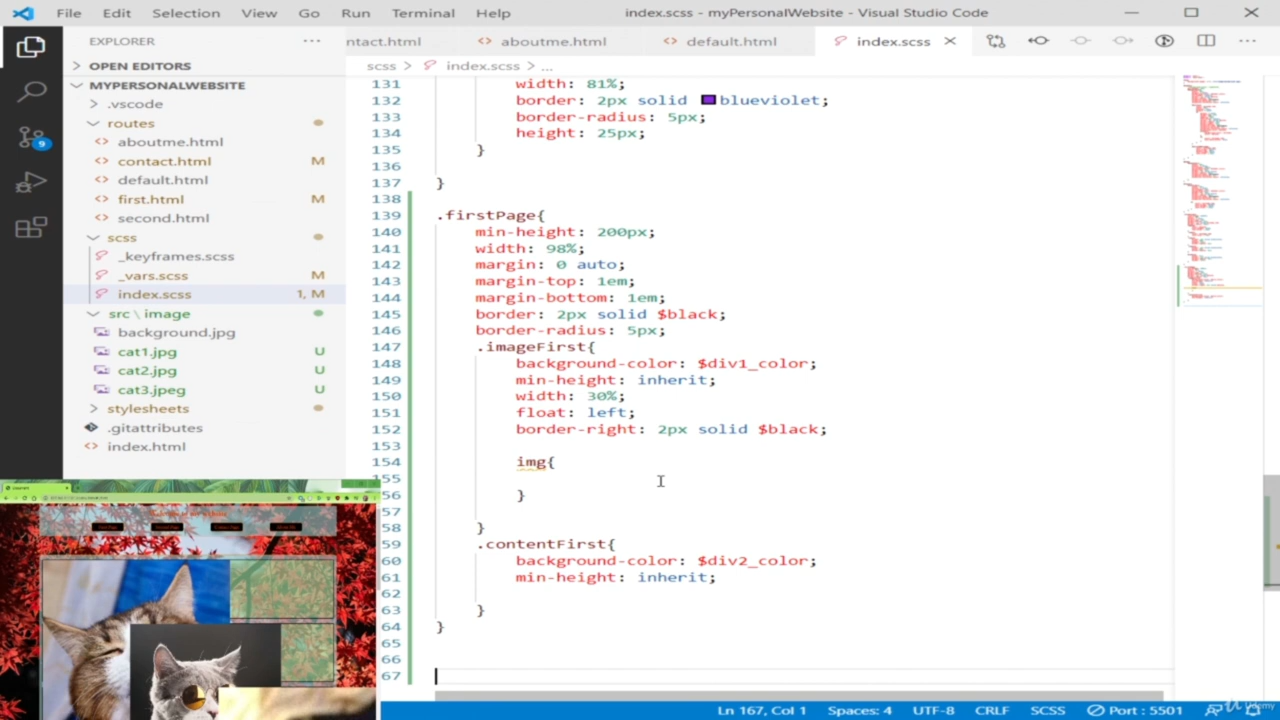 File Edit Selection View Go Run Terminal Help index.scss - myPersonalWebsite - Visual Studio Code
EXPLORER
ntact.html aboutme.html default.html index.scss
OPEN EDITORS
scss > index.scss > ...
MYPERSONALWEBSITE
.vscode
routes
aboutme.html
contact.html M
default.html
first.html M
second.html
scss
_keyframes.scss
_vars.scss M
index.scss 1, M
src \ image
background.jpg
cat1.jpg U
cat2.jpg U
cat3.jpeg U
stylesheets
.gitattributes
index.html
9
131 width: 81%;
132 border: 2px solid blueviolet;
133 border-radius: 5px;
134 height: 25px;
135 }
136
137 }
138
139 .firstPage{
140 min-height: 200px;
141 width: 98%;
142 margin: 0 auto;
143 margin-top: 1em;
144 margin-bottom: 1em;
145 border: 2px solid $black;
146 border-radius: 5px;
147 .imageFirst{
148 background-color: $div1_color;
149 min-height: inherit;
150 width: 30%;
151 float: left;
152 border-right: 2px solid $black;
153
154 img{
155
56 }
57
58 }
59 .contentFirst{
60 background-color: $div2_color;
61 min-height: inherit;
62
63 }
64 }
65
66
67
Ln 167, Col 1 Spaces: 4 UTF-8 CRLF SCSS Port : 5501
Udemy